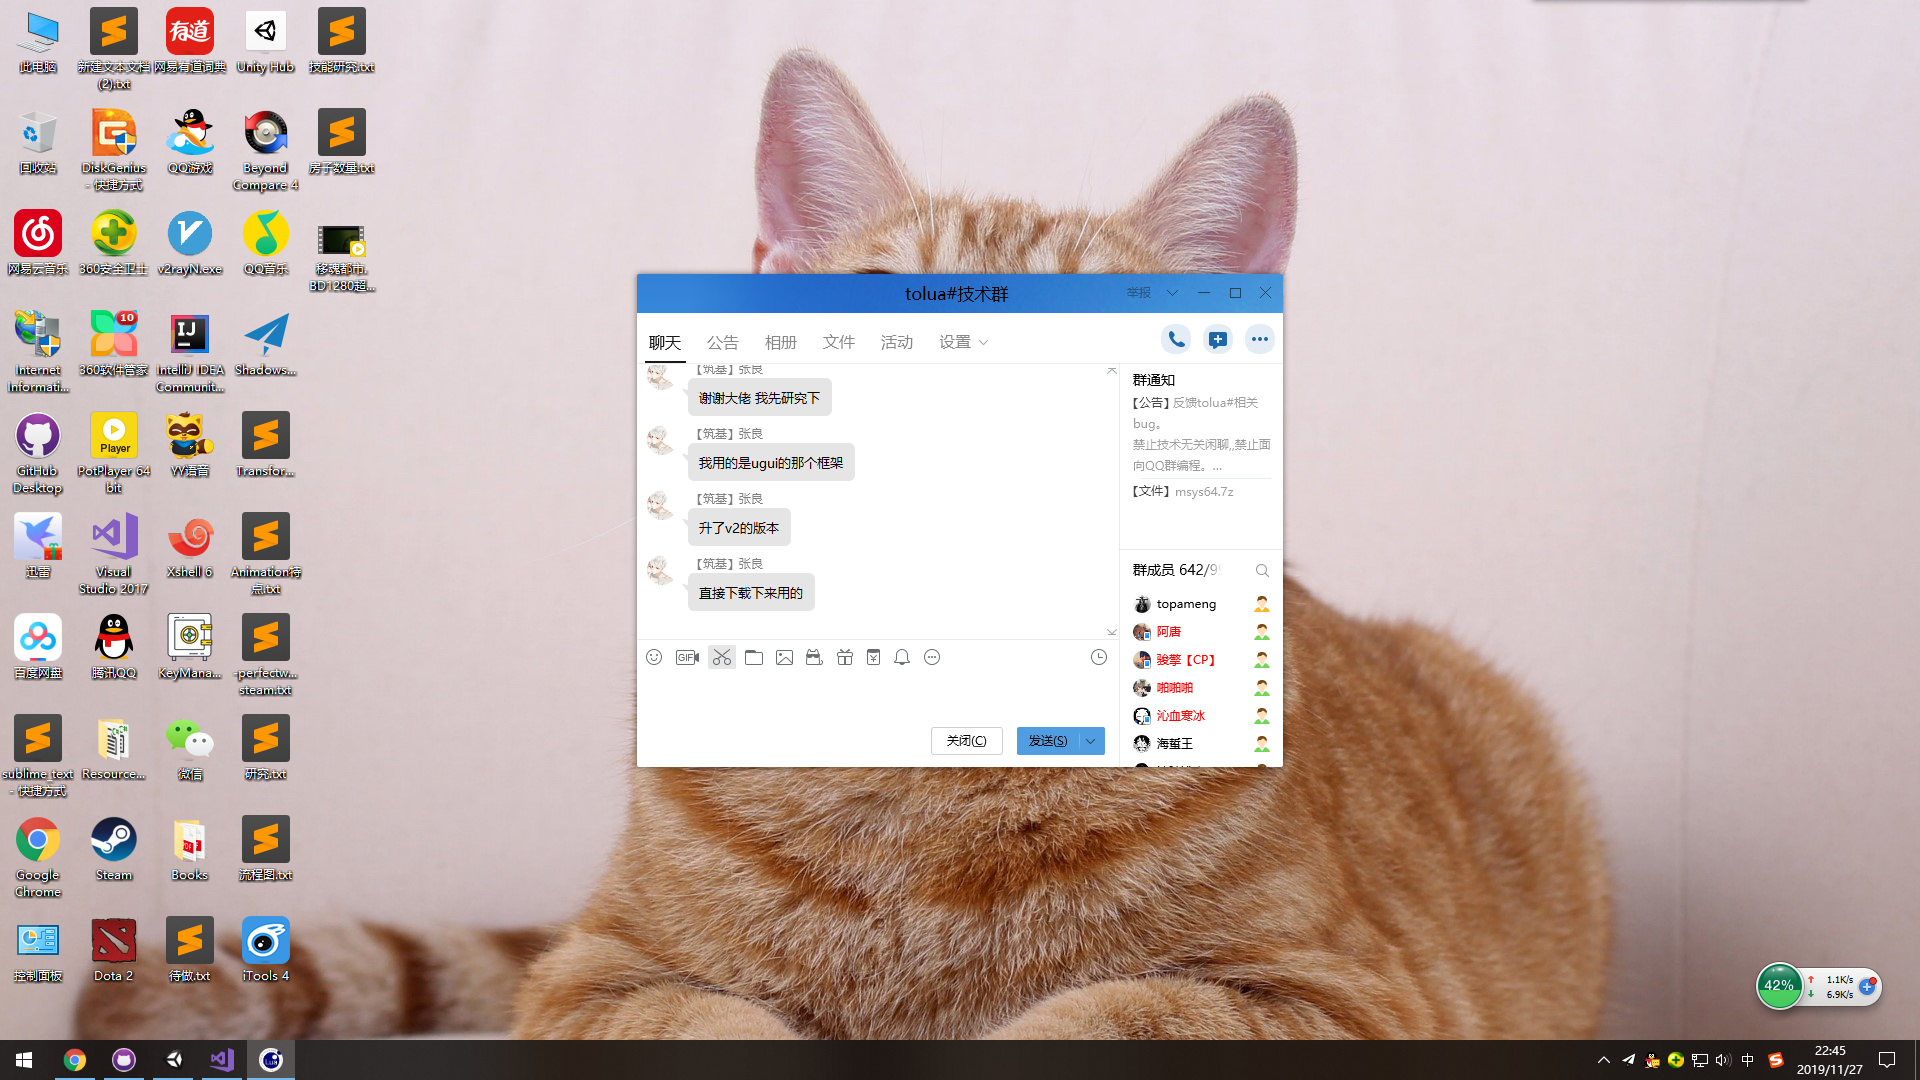 此电脑
新建文本文档
(2).txt
有道
网易有道词典
Unity Hub
技能研究.txt
回收站
DiskGenius
- 快捷方式
QQ游戏
Beyond
Compare 4
房子数量.txt
网易云音乐
360安全卫士
v2rayN.exe
QQ音乐
移魂都市.
BD1280超...
Internet
Informati...
10
360软件管家
IJ
IntelliJ IDEA
Communit...
Shadows...
GitHub
Desktop
Player
PotPlayer 64
bit
YY语音
Transfor...
迅雷
Visual
Studio 2017
Xshell 6
Animation特
点.txt
百度网盘
腾讯QQ
KeyMana...
-perfectw...
steam.txt
sublime_text
- 快捷方式
Resource...
微信
研究.txt
Google
Chrome
Steam
Books
流程图.txt
控制面板
Dota 2
待做.txt
iTools 4
tolua#技术群
举报
聊天 公告 相册 文件 活动 设置
【筑基】张良
谢谢大佬 我先研究下
【筑基】张良
我用的是ugui的那个框架
【筑基】张良
升了v2的版本
【筑基】张良
直接下载下来用的
GIF
关闭(C)
发送(S)
群通知
【公告】反馈tolua#相关
bug。
禁止技术无关闲聊,,禁止面
向QQ群编程。...
【文件】msys64.7z
群成员 642/99
topameng
阿唐
骏擎【CP】
啪啪啪
沁血寒冰
海蜇王
42%
1.1K/s
6.9K/s
Lua
中
22:45
2019/11/27